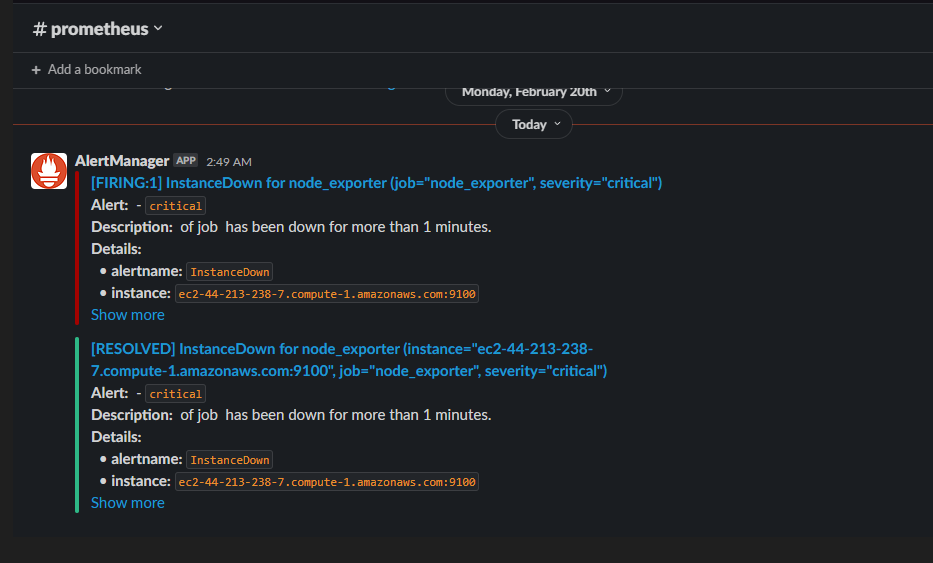 # prometheus
+ Add a bookmark
Monday, February 20th
Today
AlertManager APP 2:49 AM
[FIRING:1] InstanceDown for node_exporter (job="node_exporter", severity="critical")
Alert: - critical
Description: of job has been down for more than 1 minutes.
Details:
• alertname: InstanceDown
• instance: ec2-44-213-238-7.compute-1.amazonaws.com:9100
Show more
[RESOLVED] InstanceDown for node_exporter (instance="ec2-44-213-238-
7.compute-1.amazonaws.com:9100", job="node_exporter", severity="critical")
Alert: - critical
Description: of job has been down for more than 1 minutes.
Details:
• alertname: InstanceDown
• instance: ec2-44-213-238-7.compute-1.amazonaws.com:9100
Show more